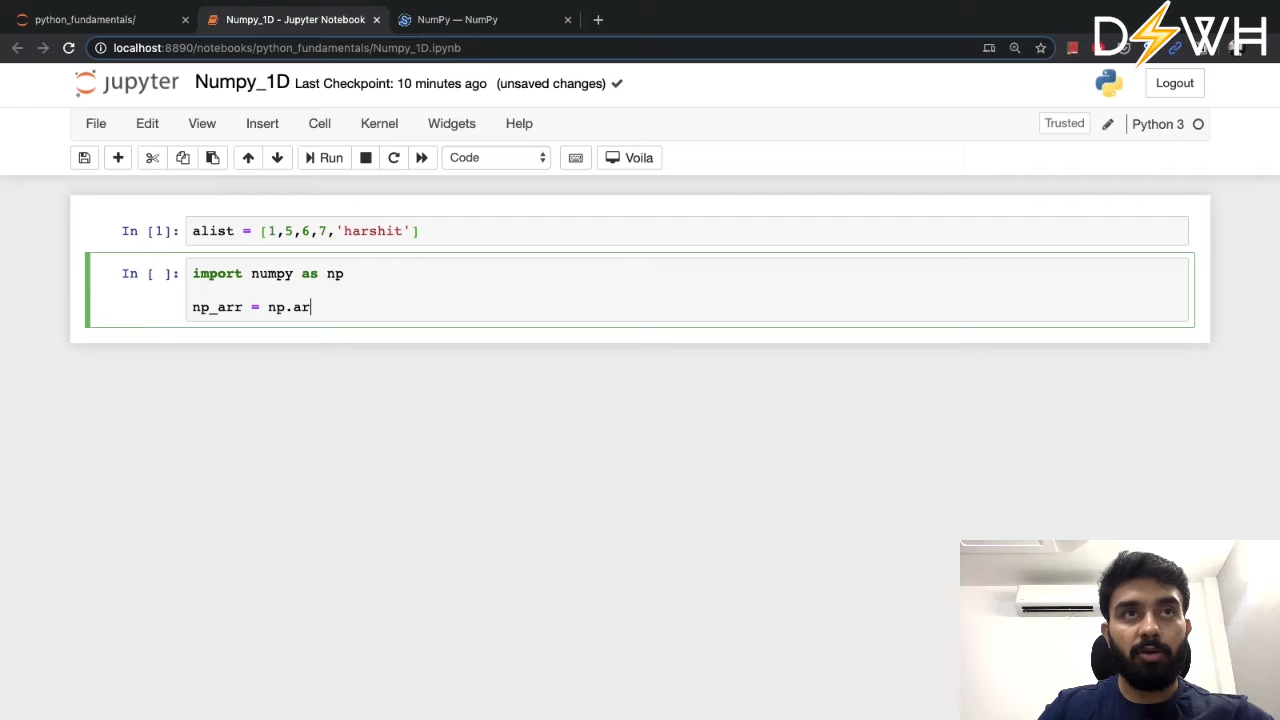 python_fundamentals/
Numpy_1D - Jupyter Notebook
NumPy — NumPy
localhost:8890/notebooks/python_fundamentals/Numpy_1D.ipynb
D WH
jupyter Numpy_1D Last Checkpoint: 10 minutes ago (unsaved changes)
Logout
File Edit View Insert Cell Kernel Widgets Help
Trusted
Python 3
Run
Code
Voila
In [1]: alist = [1,5,6,7,'harshit']
In [ ]: import numpy as np
np_arr = np.ar